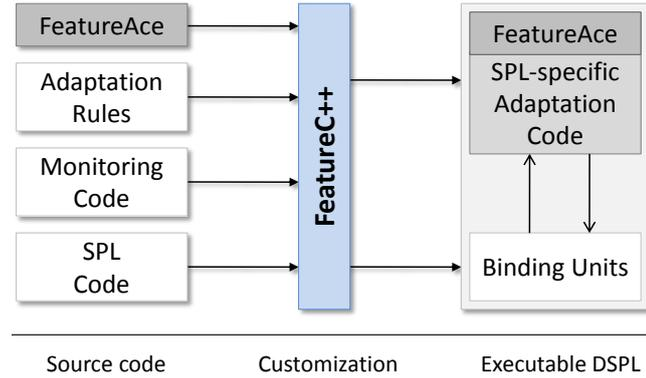 FeatureAce
Adaptation
Rules
Monitoring
Code
SPL
Code
FeatureC++
FeatureAce
SPL-specific
Adaptation
Code
Binding Units
Source code
Customization
Executable DSPL